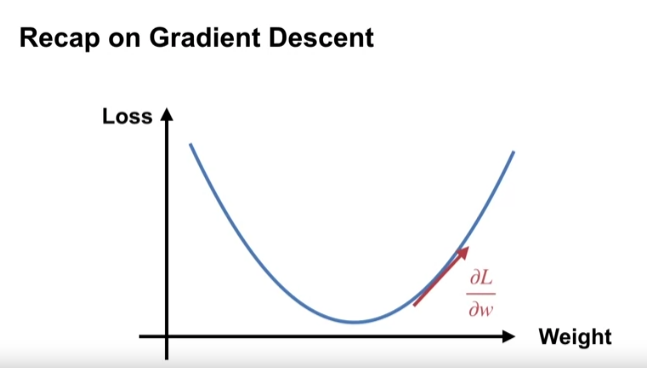 Recap on Gradient Descent
Loss
∂L
∂w
Weight